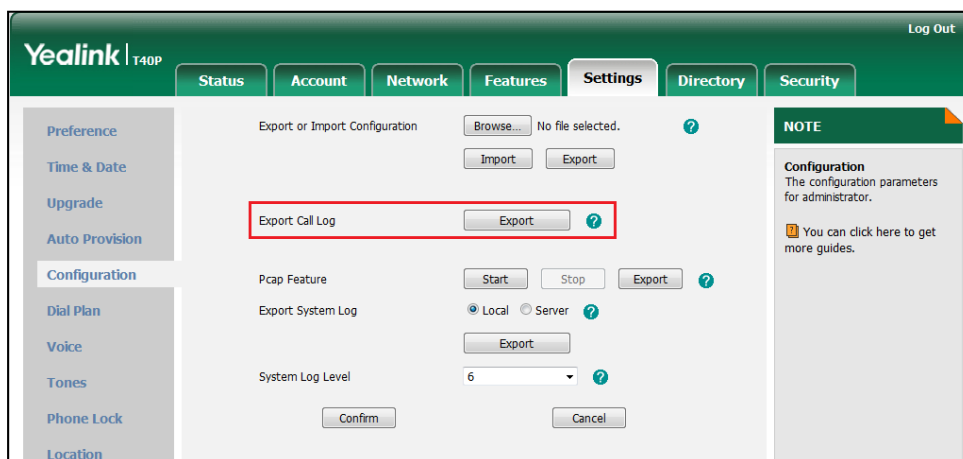 Log Out
Yealink | T40P
Status Account Network Features Settings Directory Security
Preference
Time & Date
Upgrade
Auto Provision
Configuration
Dial Plan
Voice
Tones
Phone Lock
Location
Export or Import Configuration Browse... No file selected. ?
Import Export
Export Call Log Export ?
Pcap Feature Start Stop Export ?
Export System Log Local Server ?
Export
System Log Level 6 ?
Confirm Cancel
NOTE
Configuration
The configuration parameters
for administrator.
? You can click here to get
more guides.